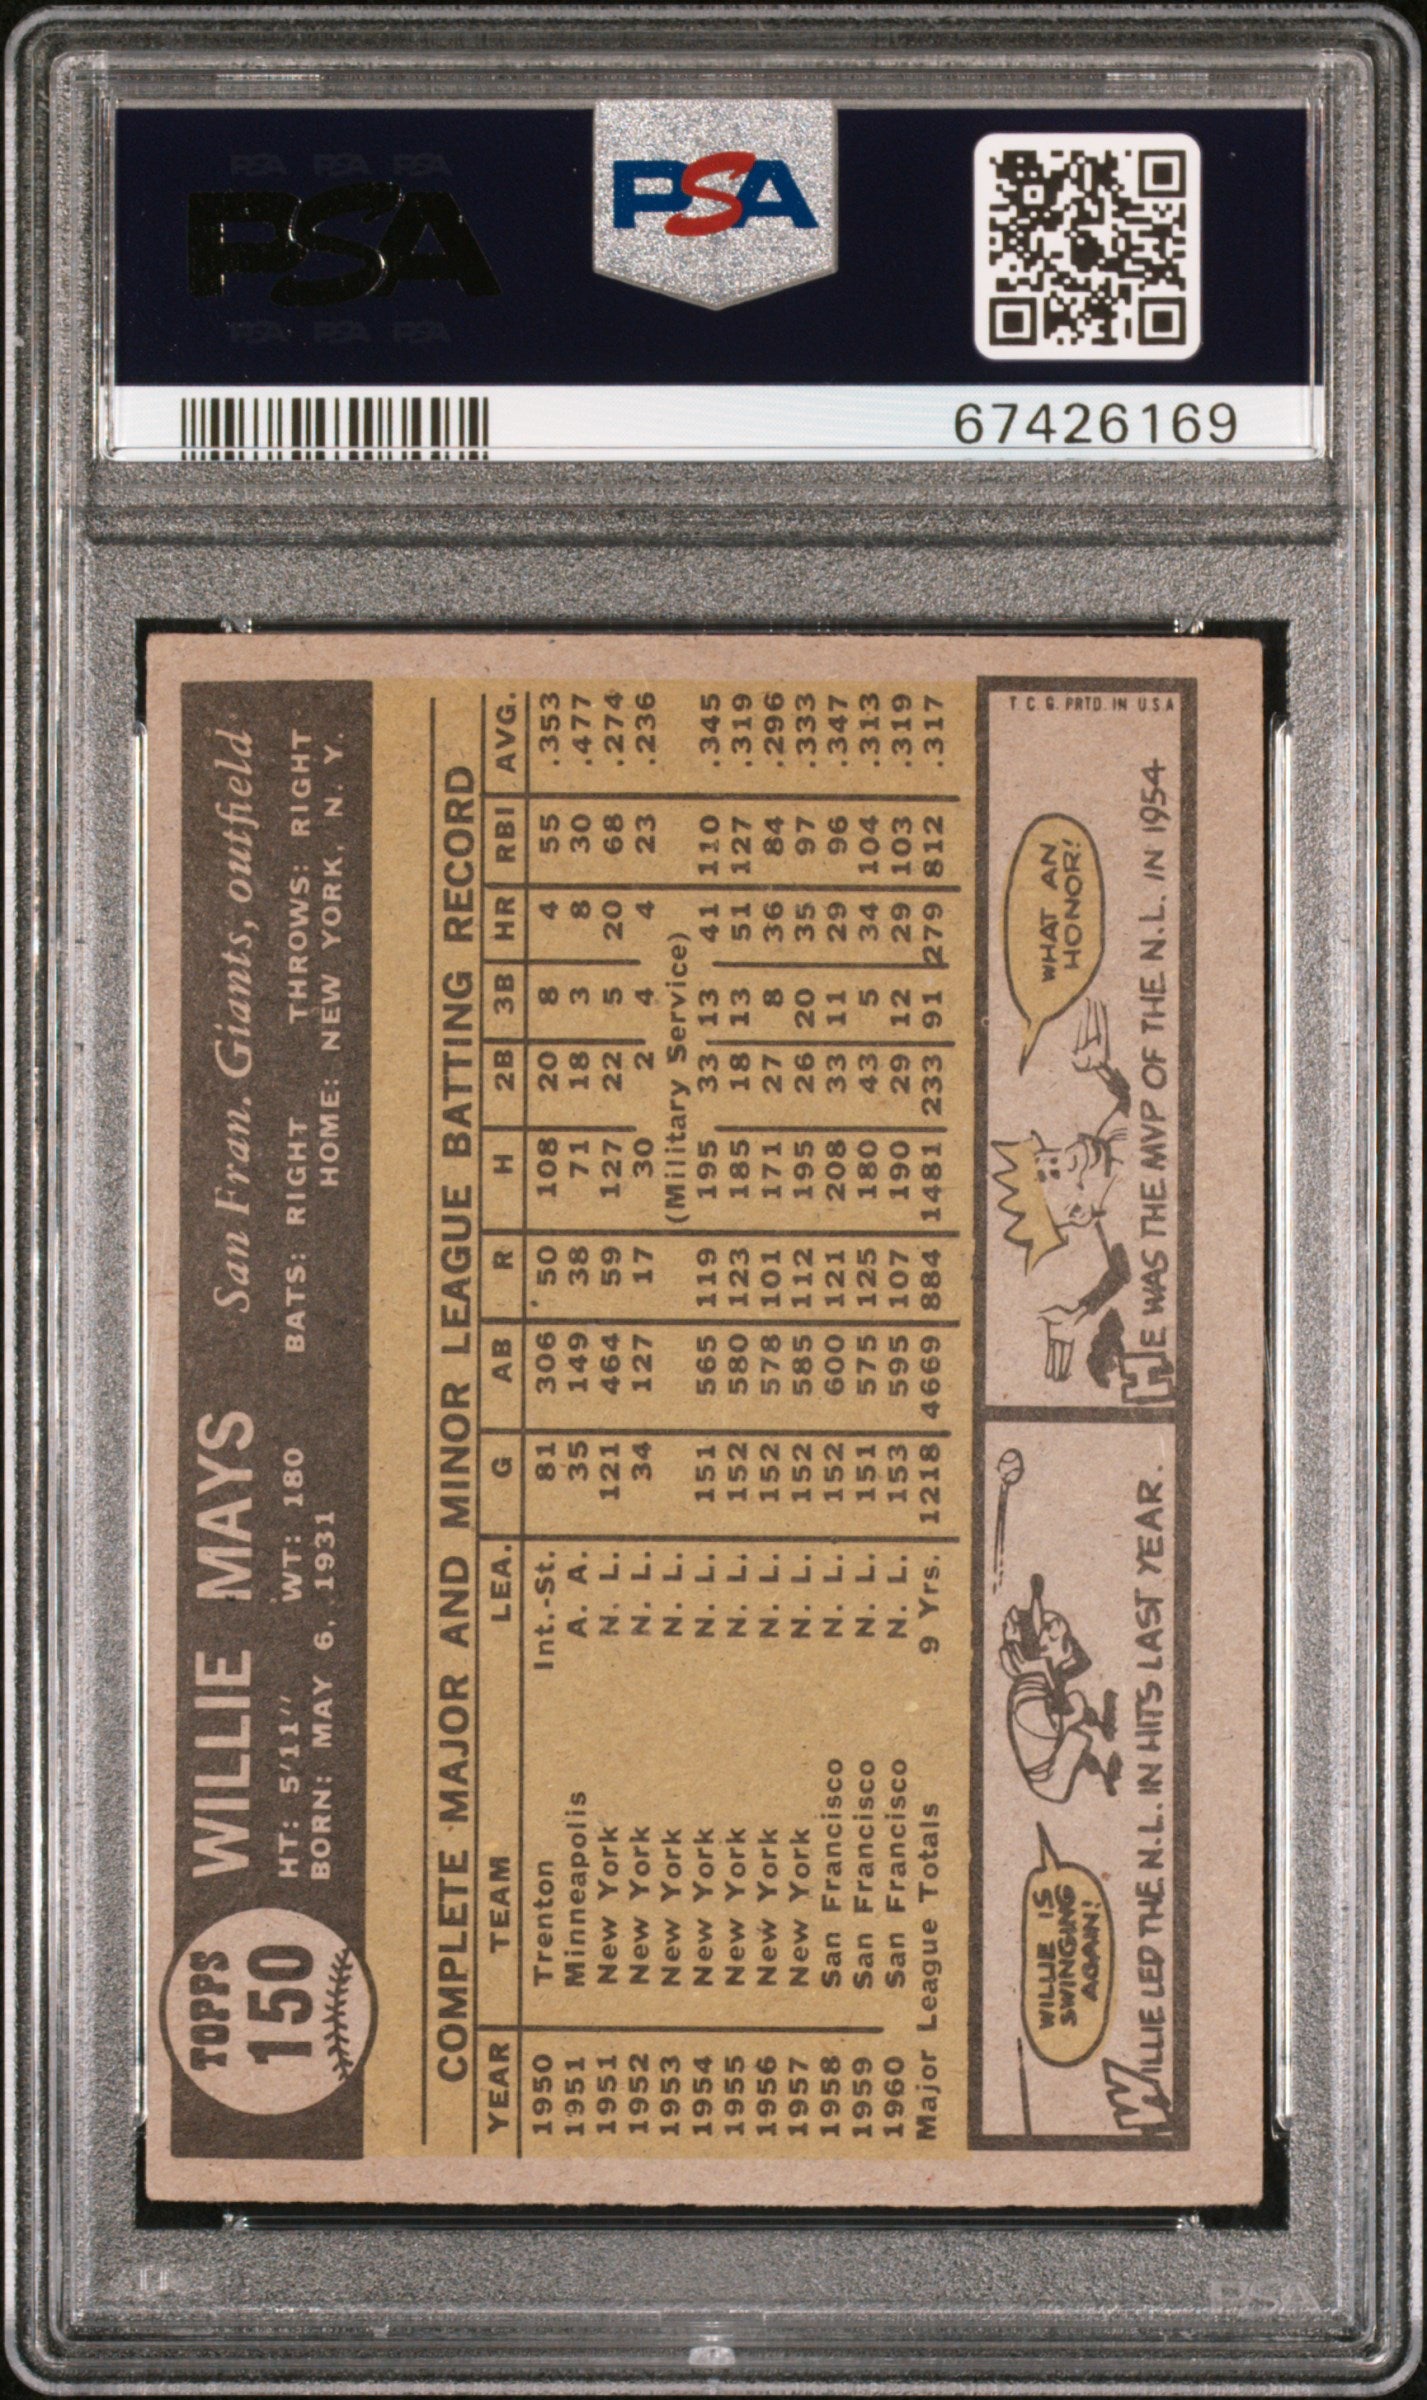 PSA PSA PSA
PSA
PSA PSA PSA
PSA
67426169
TOPPS
150
WILLIE MAYS San Fran. Giants, outfield
HT: 5'11" WT: 180 BATS: RIGHT THROWS: RIGHT
BORN: MAY 6, 1931 HOME: NEW YORK, N. Y.
COMPLETE MAJOR AND MINOR LEAGUE BATTING RECORD
YEAR TEAM LEA. G AB R H 2B 3B HR RBI AVG.
1950 Trenton Int.-St. 81 306 50 108 20 8 4 55 .353
1951 Minneapolis A. A. 35 149 38 71 18 3 8 30 .477
1951 New York N. L. 121 464 59 127 22 5 20 68 .274
1952 New York N. L. 34 127 17 30 2 4 4 23 .236
1953 New York N. L. (Military Service)
1954 New York N. L. 151 565 119 195 33 13 41 110 .345
1955 New York N. L. 152 580 123 185 18 13 51 127 .319
1956 New York N. L. 152 578 101 171 27 8 36 84 .296
1957 New York N. L. 152 585 112 195 26 20 35 97 .333
1958 San Francisco N. L. 152 600 121 208 33 11 29 96 .347
1959 San Francisco N. L. 151 575 125 180 43 5 34 104 .313
1960 San Francisco N. L. 153 595 107 190 29 12 29 103 .319
Major League Totals 9 Yrs. 1218 4669 884 1481 233 91 279 812 .317
WILLIE IS
SWINGING
AGAIN!
WILLIE LED THE N.L. IN HITS LAST YEAR.
WHAT AN
HONOR!
HE WAS THE MVP OF THE N.L. IN 1954
T. C. G. PRTD. IN U.S.A
PSA